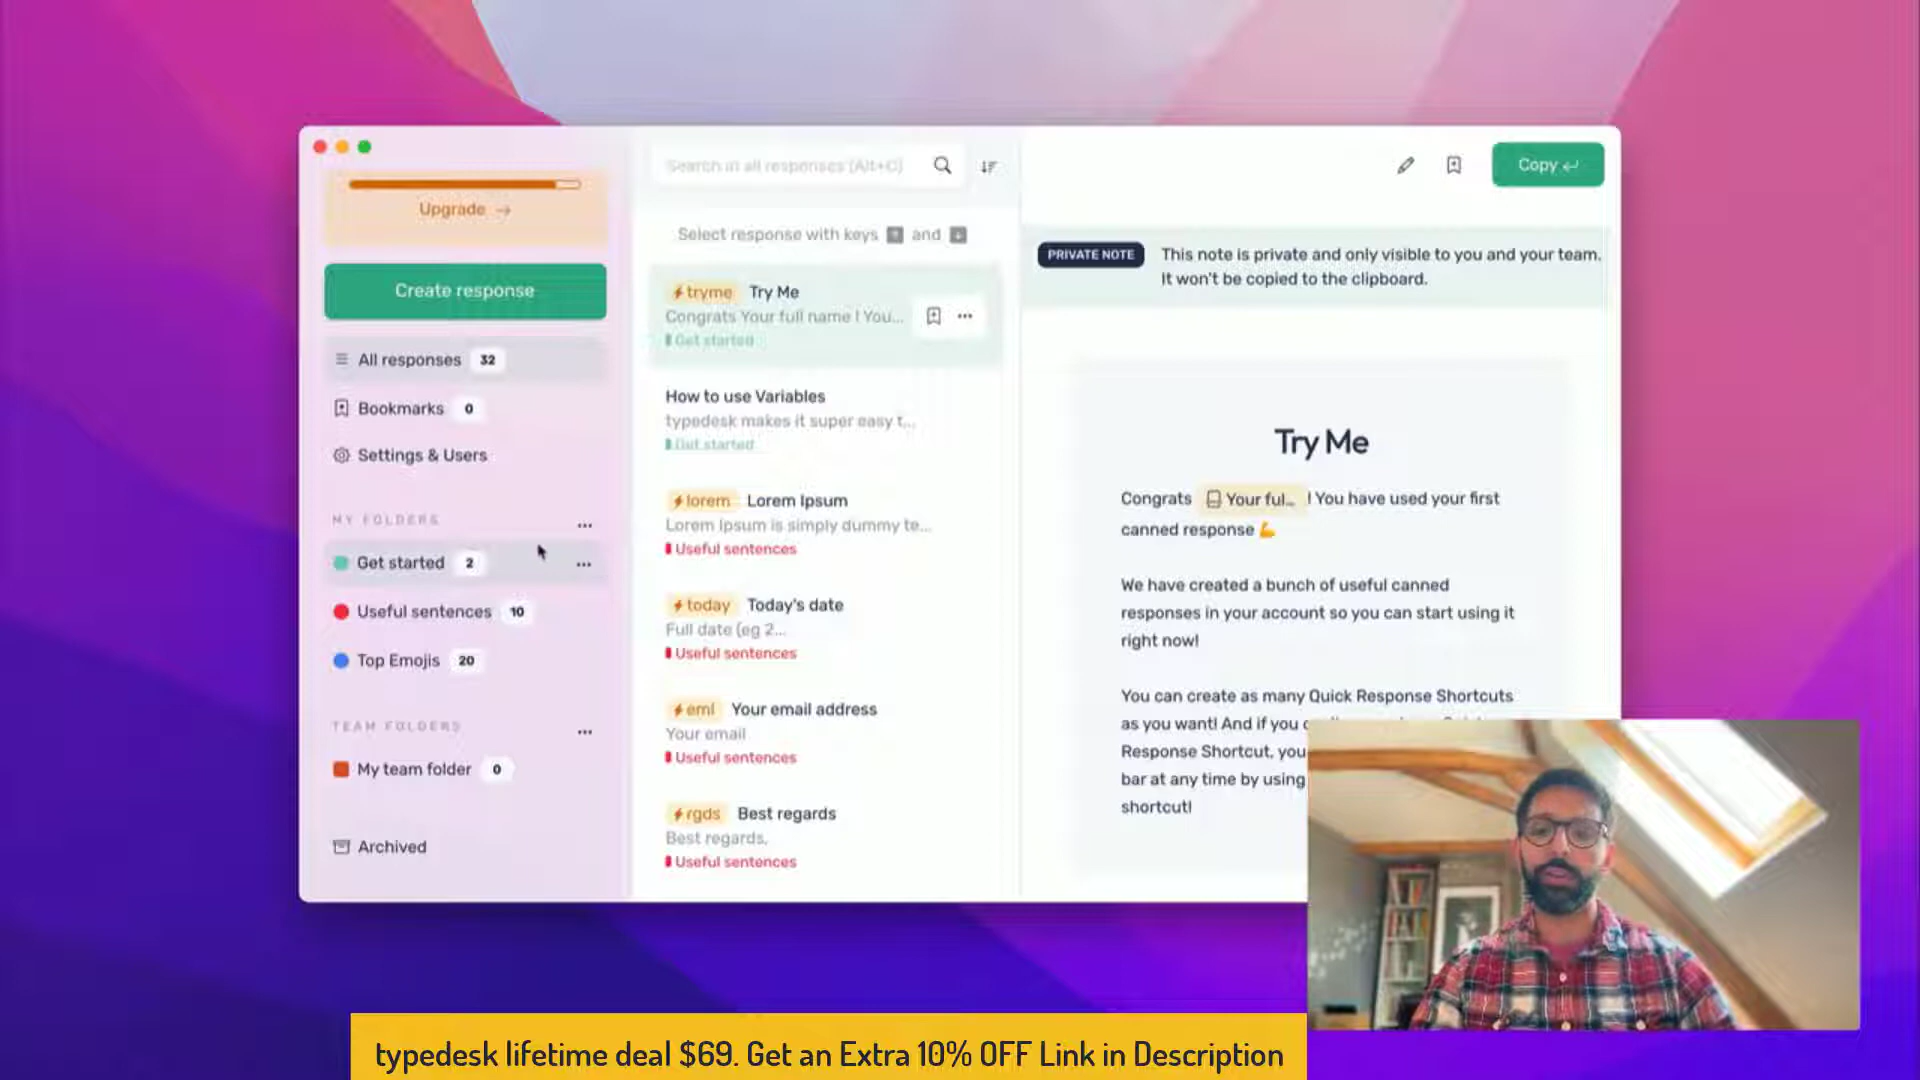 Upgrade →
Create response
All responses 32
Bookmarks 0
Settings & Users
MY FOLDERS
Get started 2
Useful sentences 10
Top Emojis 20
TEAM FOLDERS
My team folder 0
Archived
Search in all responses (Alt+C)
Select response with keys ↑ and ↓
tryme Try Me
Congrats Your full name ! You...
Get started
How to use Variables
typedesk makes it super easy t...
Get started
lorem Lorem Ipsum
Lorem Ipsum is simply dummy te...
Useful sentences
today Today's date
Full date (eg 2...
Useful sentences
eml Your email address
Your email
Useful sentences
rgds Best regards
Best regards,
Useful sentences
Copy ↵
PRIVATE NOTE
This note is private and only visible to you and your team.
It won't be copied to the clipboard.
Try Me
Congrats Your ful... ! You have used your first
canned response 💪
We have created a bunch of useful canned
responses in your account so you can start using it
right now!
You can create as many Quick Response Shortcuts
as you want! And if you
Response Shortcut, you
bar at any time by using
shortcut!
typedesk lifetime deal $69. Get an Extra 10% OFF Link in Description